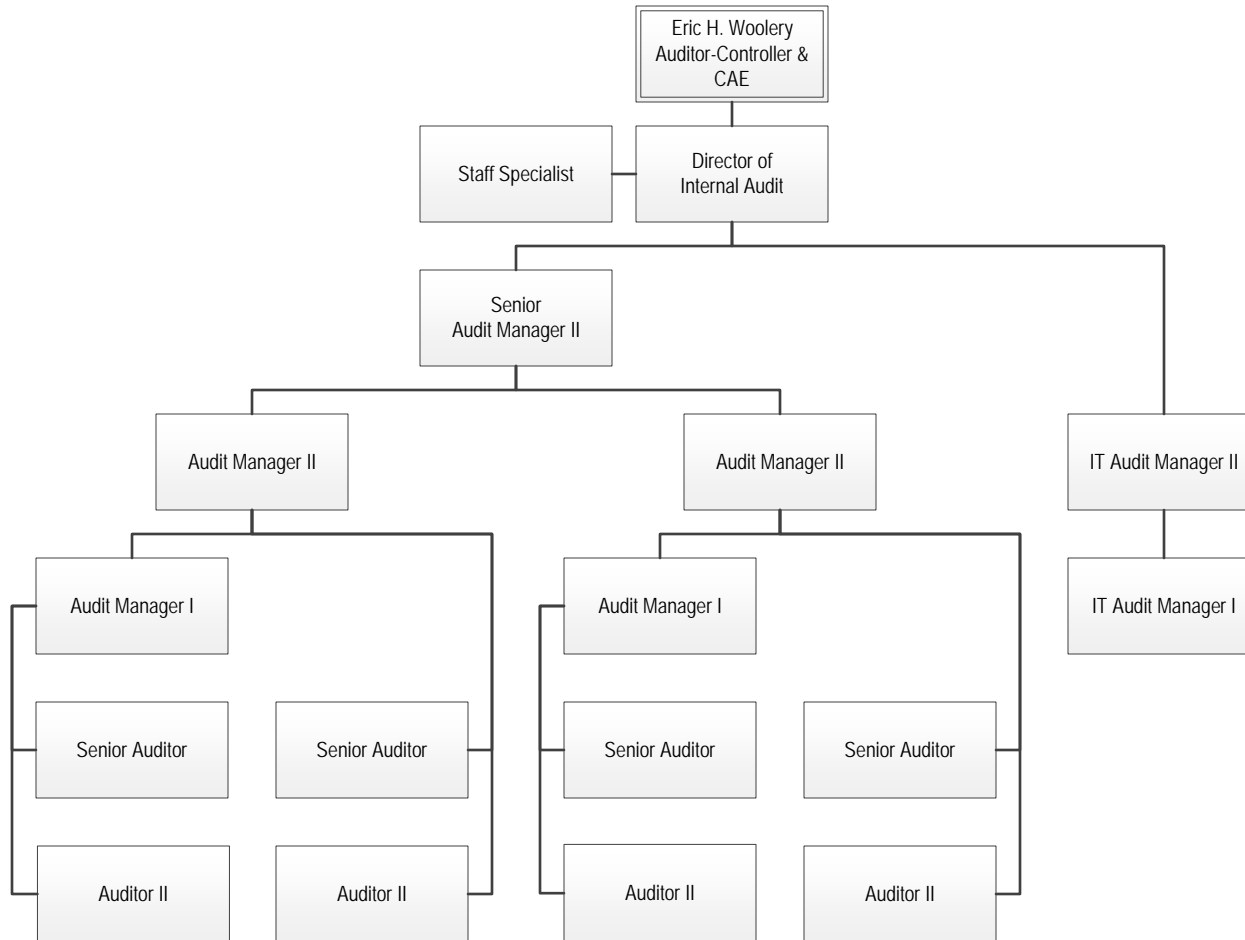 Eric H. Woolery
Auditor-Controller &
CAE
Staff Specialist
Director of
Internal Audit
Senior
Audit Manager II
Audit Manager II
Audit Manager II
IT Audit Manager II
Audit Manager I
Audit Manager I
IT Audit Manager I
Senior Auditor
Senior Auditor
Senior Auditor
Senior Auditor
Auditor II
Auditor II
Auditor II
Auditor II